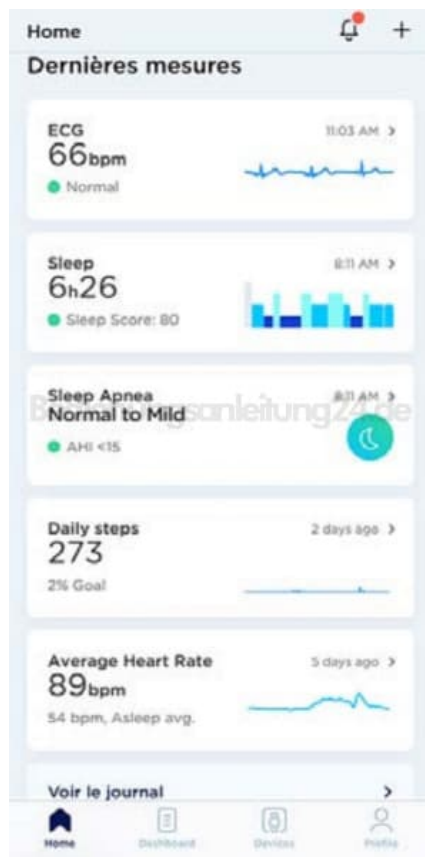 Home
Dernières mesures
ECG
11:03 AM >
66bpm
Normal
Sleep
8:11 AM >
6h26
Sleep Score: 80
Sleep Apnea
8:11 AM >
Normal to Mild
AHI <15
Daily steps
2 days ago >
273
2% Goal
Average Heart Rate
5 days ago >
89bpm
54 bpm, Asleep avg.
Voir le journal >
Home Dashboard Devices Profile